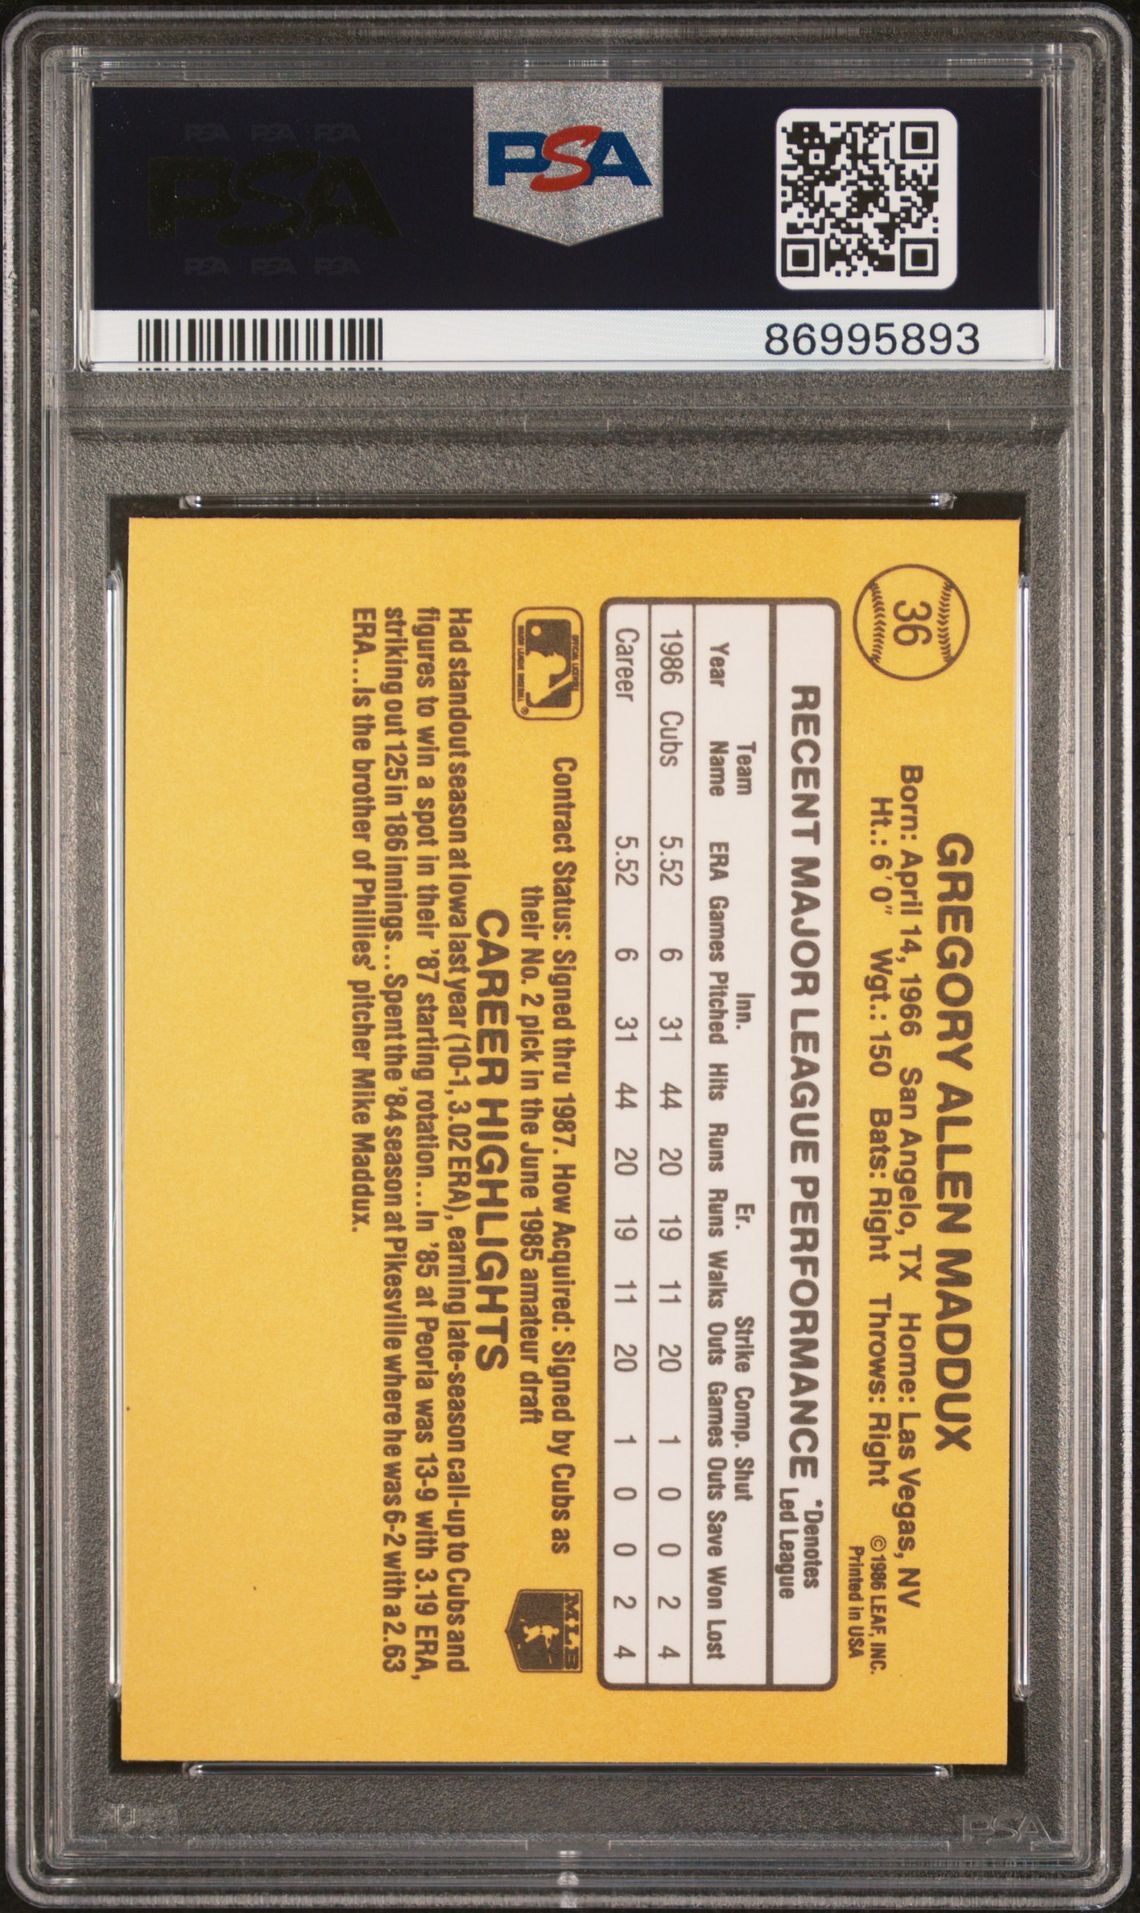 PSA PSA PSA
PSA
PSA PSA PSA
PSA
86995893
36
GREGORY ALLEN MADDUX
Born: April 14, 1966 San Angelo, TX Home: Las Vegas, NV
Ht.: 6'0" Wgt.: 150 Bats: Right Throws: Right
©1986 LEAF, INC.
Printed in USA
RECENT MAJOR LEAGUE PERFORMANCE
*Denotes
Led League
Team Inn. Er. Strike Comp. Shut
Year Name ERA Games Pitched Hits Runs Runs Walks Outs Games Outs Save Won Lost
1986 Cubs 5.52 6 31 44 20 19 11 20 1 0 0 2 4
Career 5.52 6 31 44 20 19 11 20 1 0 0 2 4
Contract Status: Signed thru 1987. How Acquired: Signed by Cubs as
their No. 2 pick in the June 1985 amateur draft
MLB
CAREER HIGHLIGHTS
Had standout season at Iowa last year (10-1, 3.02 ERA), earning late-season call-up to Cubs and
figures to win a spot in their '87 starting rotation...In '85 at Peoria was 13-9 with 3.19 ERA,
striking out 125 in 186 innings...Spent the '84 season at Pikesville where he was 6-2 with a 2.63
ERA...Is the brother of Phillies' pitcher Mike Maddux.
PSA